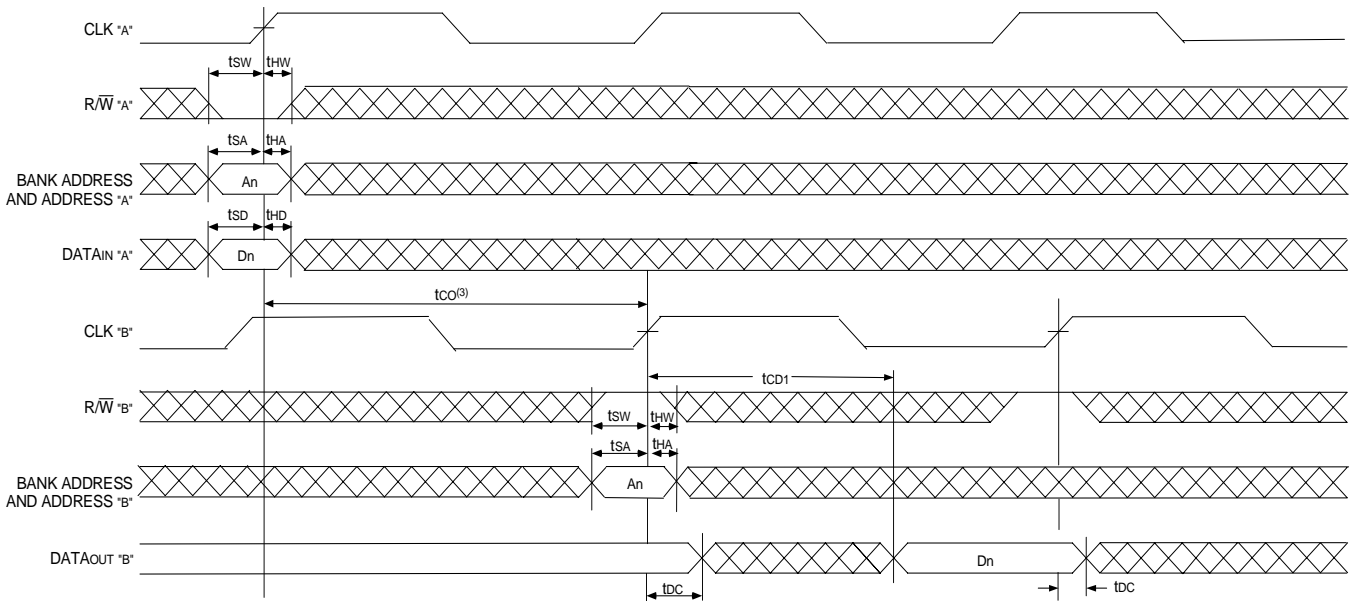 CLK "A"
tSW tHW
R/W̅ "A"
tSA tHA
BANK ADDRESS
AND ADDRESS "A"
An
tSD tHD
DATAIN "A"
Dn
tCO(3)
CLK "B"
tCD1
R/W̅ "B"
tSW tHW
tSA tHA
BANK ADDRESS
AND ADDRESS "B"
An
DATAOUT "B"
Dn
tDC tDC